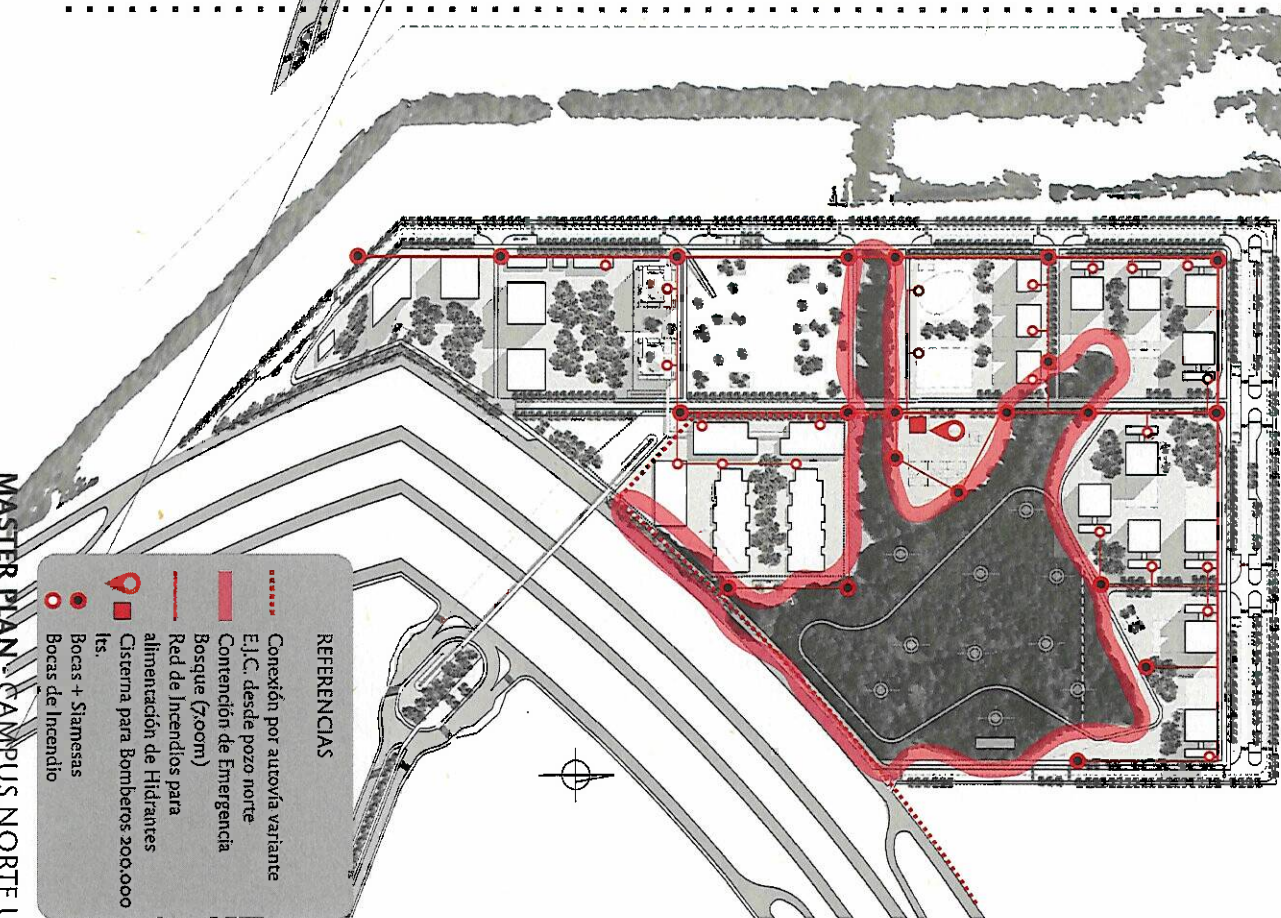 REFERENCIAS
Conexión por autovía variante
E.J.C. desde pozo norte
Contención de Emergencia
Bosque (7.00m)
Red de Incendios para
alimentación de Hidrantes
Cisterna para Bomberos 200.000
lts.
Bocas + Siamesas
Bocas de Incendio
MASTER PLAN - CAMPUS NORTE U